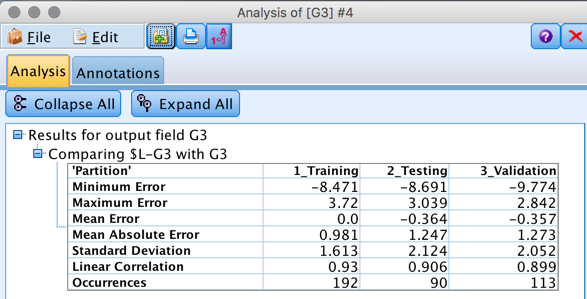 Analysis of [G3] #4
File Edit
Analysis Annotations
Collapse All Expand All
Results for output field G3
Comparing $L-G3 with G3
'Partition' 1_Training 2_Testing 3_Validation
Minimum Error -8.471 -8.691 -9.774
Maximum Error 3.72 3.039 2.842
Mean Error 0.0 -0.364 -0.357
Mean Absolute Error 0.981 1.247 1.273
Standard Deviation 1.613 2.124 2.052
Linear Correlation 0.93 0.906 0.899
Occurrences 192 90 113